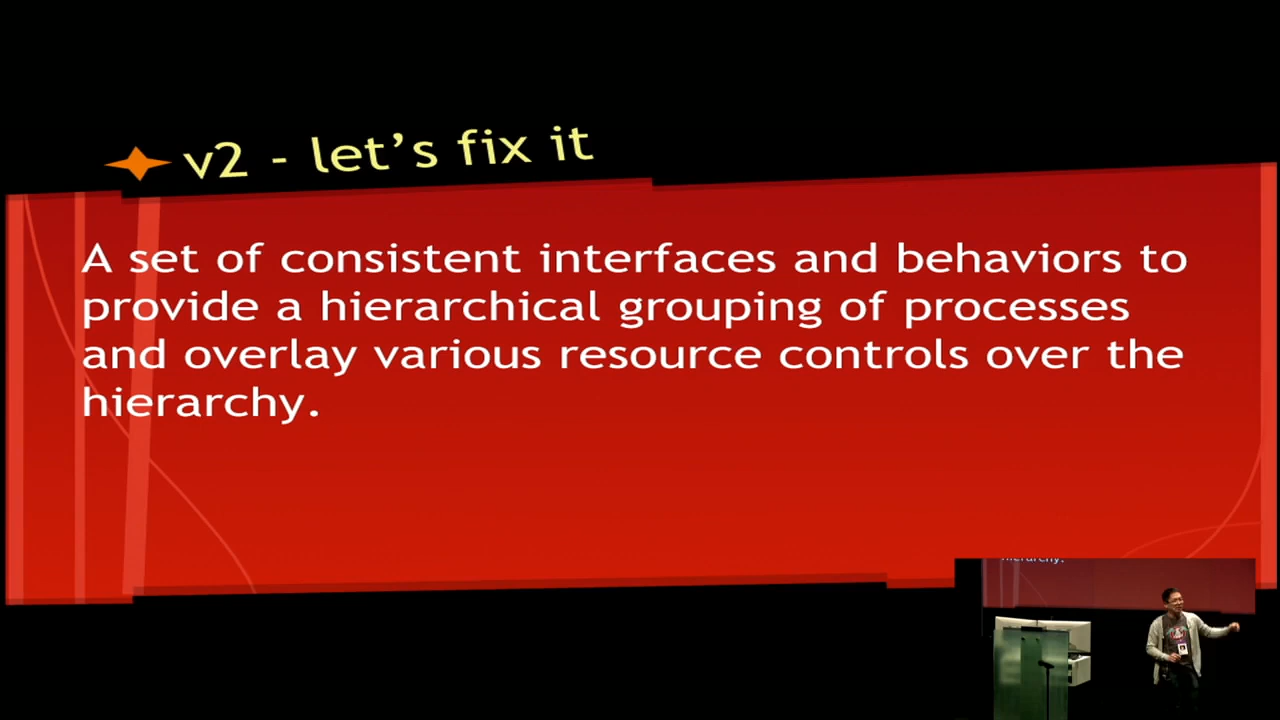 v2 - let’s fix it
A set of consistent interfaces and behaviors to
provide a hierarchical grouping of processes
and overlay various resource controls over the
hierarchy.
hierarchy.